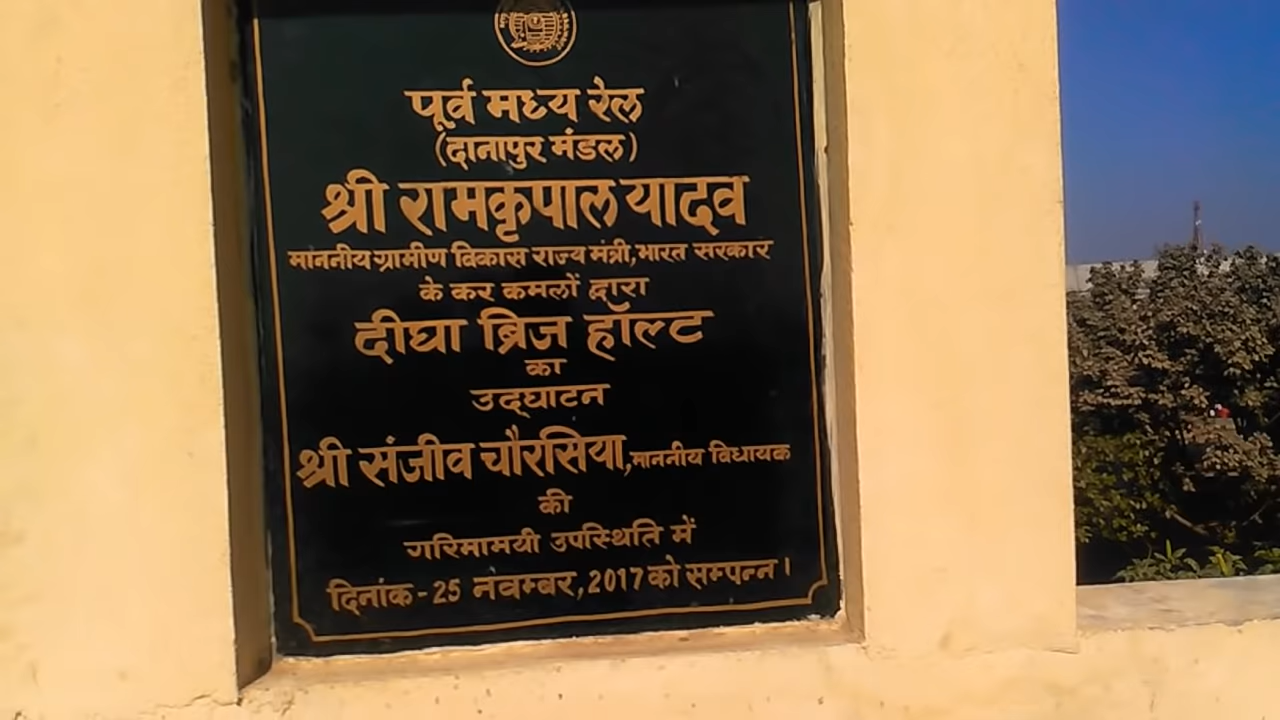 पूर्व मध्य रेल
(दानापुर मंडल)
श्री रामकृपाल यादव
माननीय ग्रामीण विकास राज्य मंत्री, भारत सरकार
के कर कमलों द्वारा
दीघा ब्रिज हॉल्ट
का
उद्घाटन
श्री संजीव चौरसिया, माननीय विधायक
की
गरिमामयी उपस्थिति में
दिनांक - 25 नवम्बर, 2017 को सम्पन्न।